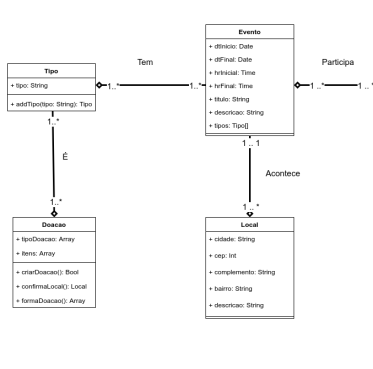 Evento
+ dtInicio: Date
+ dtFinal: Date
+ hrInicial: Time
+ hrFinal: Time
+ titulo: String
+ descricao: String
+ tipos: Tipo[]
Tem
Participa
Tipo
+ tipo: String
+ addTipo(tipo: String): Tipo
1..*
1..*
1 ..*
1 .. *
1..*
1 .. 1
É
Acontece
1..*
1 .. *
Doacao
+ tipoDoacao: Array
+ itens: Array
+ criarDoacao(): Bool
+ confirmaLocal(): Local
+ formaDoacao(): Array
Local
+ cidade: String
+ cep: Int
+ complemento: String
+ bairro: String
+ descricao: String